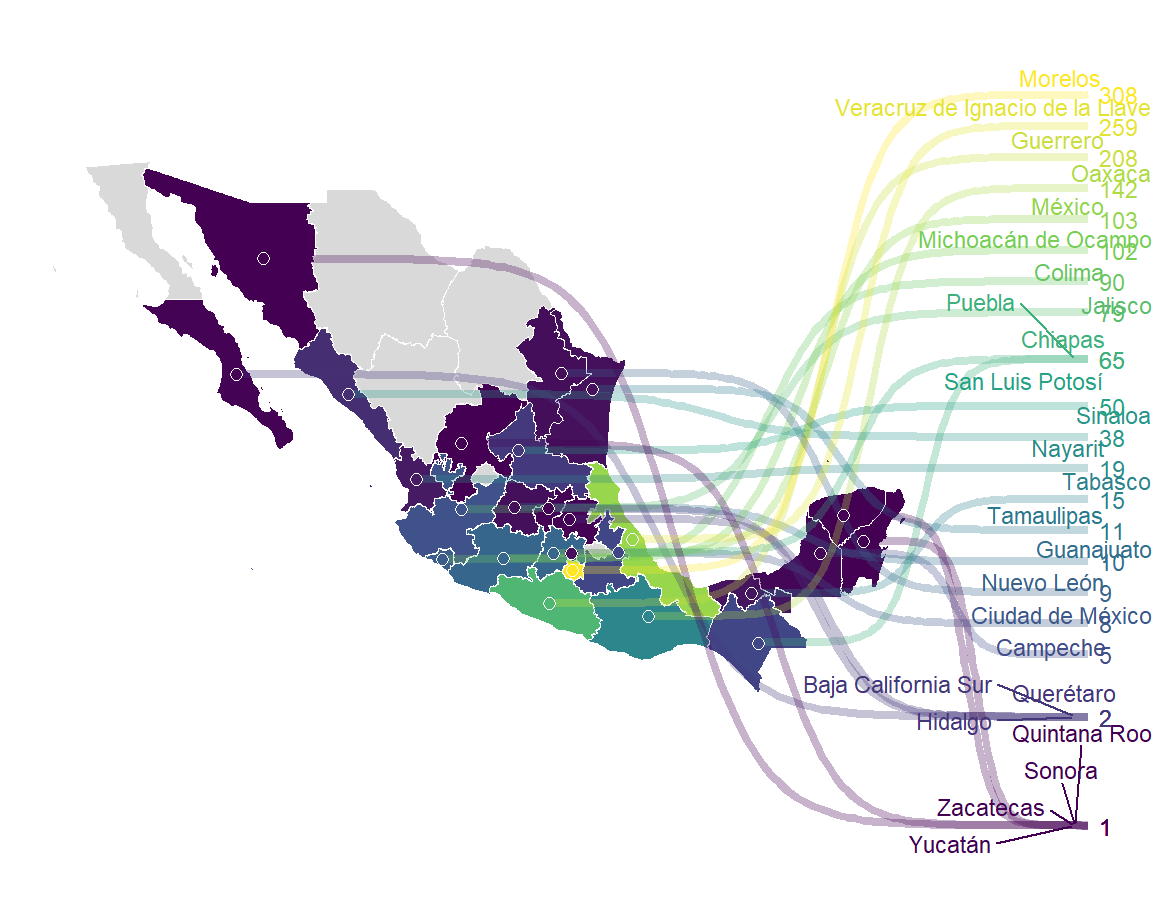 Morelos
308
Veracruz de Ignacio de la Llave
259
Guerrero
208
Oaxaca
142
México
103
Michoacán de Ocampo
102
Colima
90
Puebla
Jalisco
79
Chiapas
65
San Luis Potosí
50
Sinaloa
38
Nayarit
19
Tabasco
15
Tamaulipas
11
Guanajuato
10
Nuevo León
9
Ciudad de México
8
Campeche
5
Baja California Sur
Querétaro
2
Hidalgo
Quintana Roo
Sonora
Zacatecas
1
Yucatán